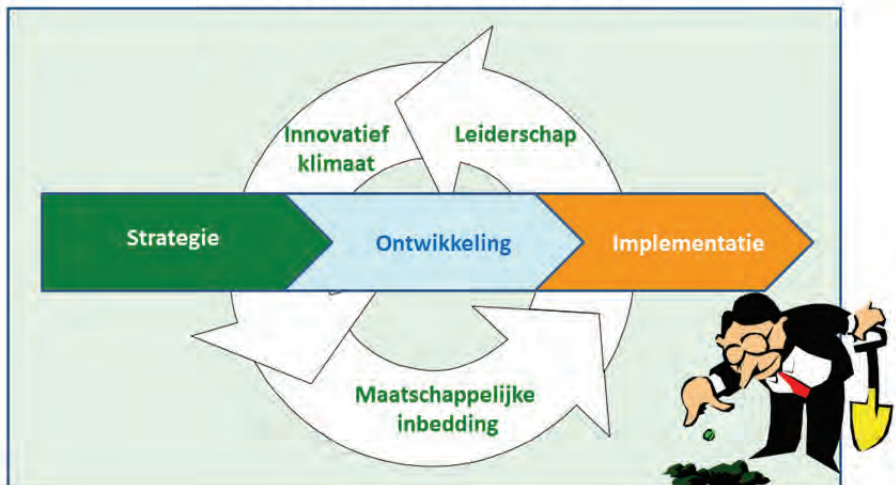 Innovatief
klimaat
Leiderschap
Strategie
Ontwikkeling
Implementatie
Maatschappelijke
inbedding